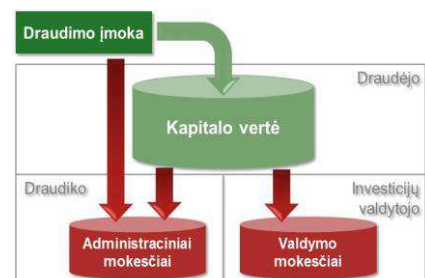 Draudimo įmoka
Draudėjo
Kapitalo vertė
Draudiko
Investicijų
valdytojo
Administraciniai
mokesčiai
Valdymo
mokesčiai